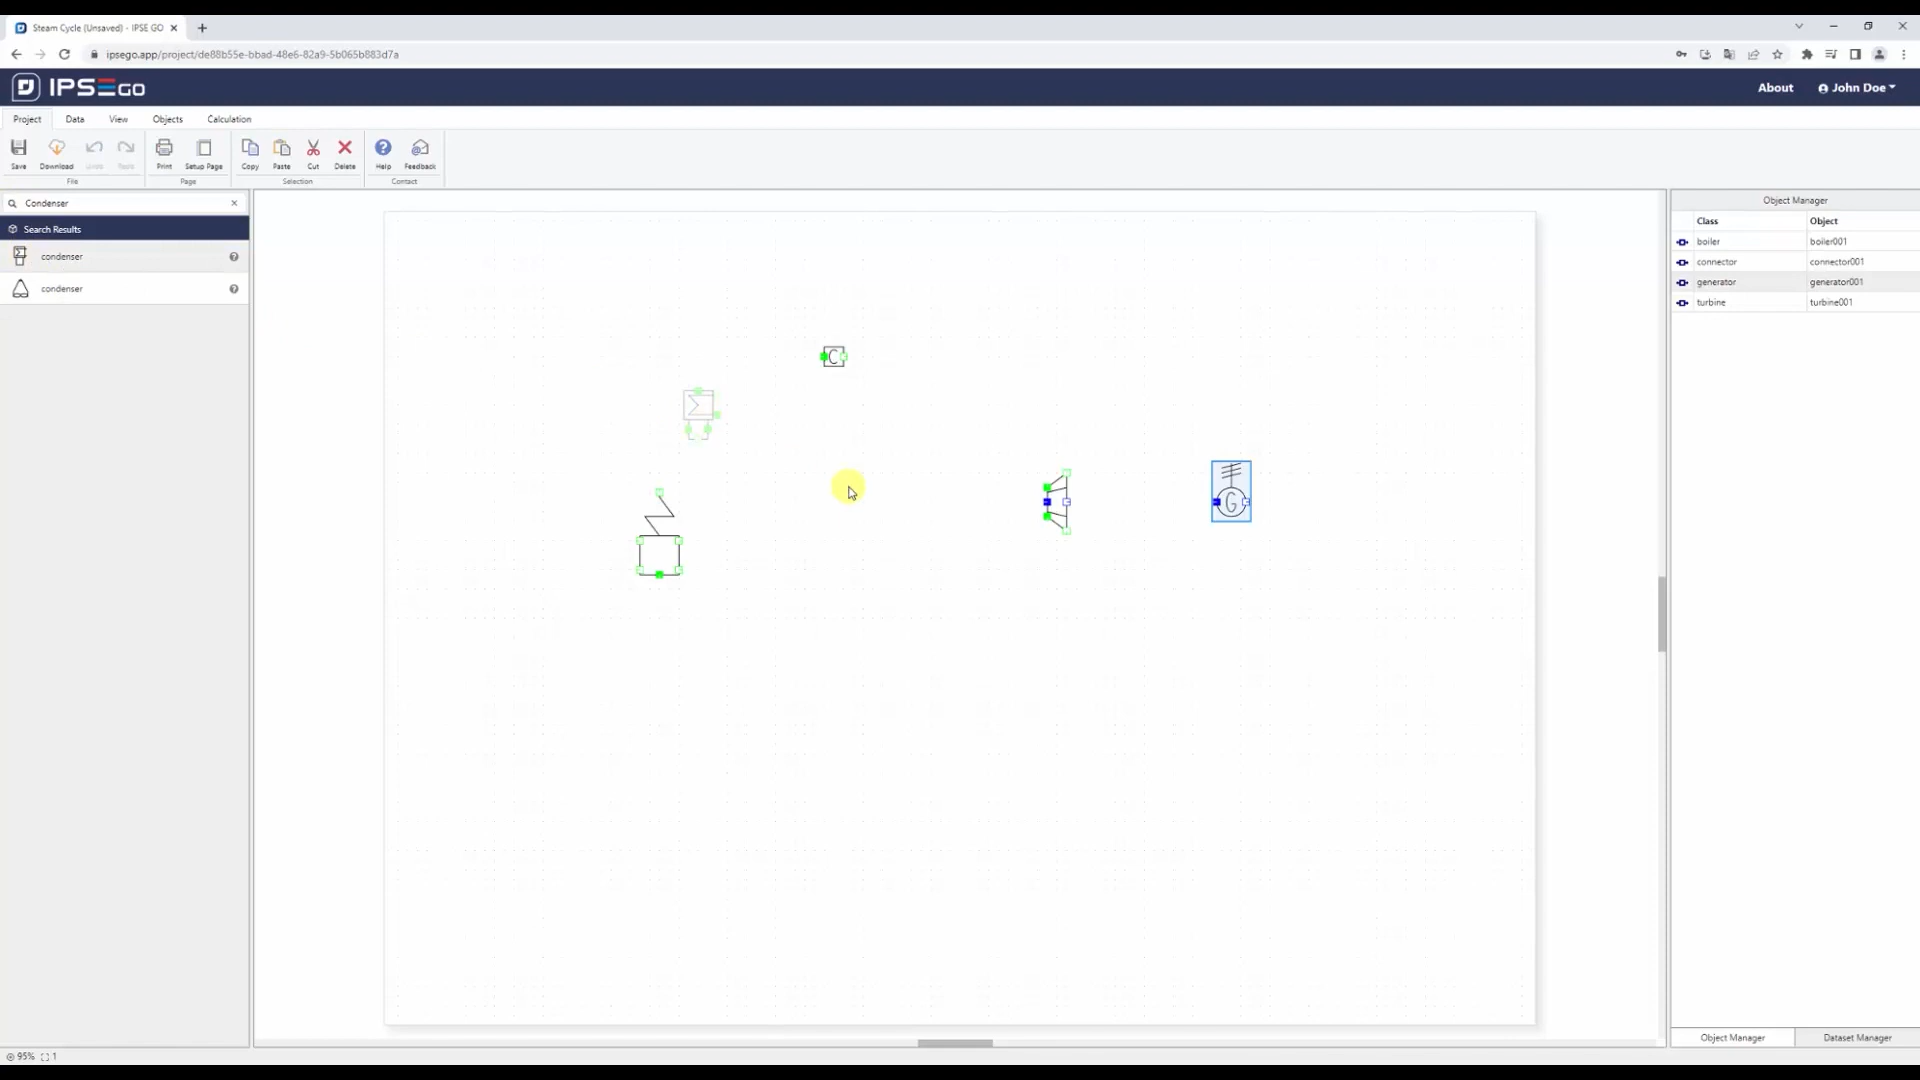 Steam Cycle (Unsaved) - IPSE GO
ipsego.app/project/de88b55e-bbad-48e6-82a9-5b065b883d7a
IPSEGO
About
John Doe
Project
Data
View
Objects
Calculation
Save
Download
Undo
Redo
Print
Setup Page
Copy
Paste
Cut
Delete
Help
Feedback
File
Page
Selection
Contact
Condenser
Search Results
condenser
condenser
C
G
Object Manager
Class Object
boiler boiler001
connector connector001
generator generator001
turbine turbine001
Object Manager
Dataset Manager
95%
1